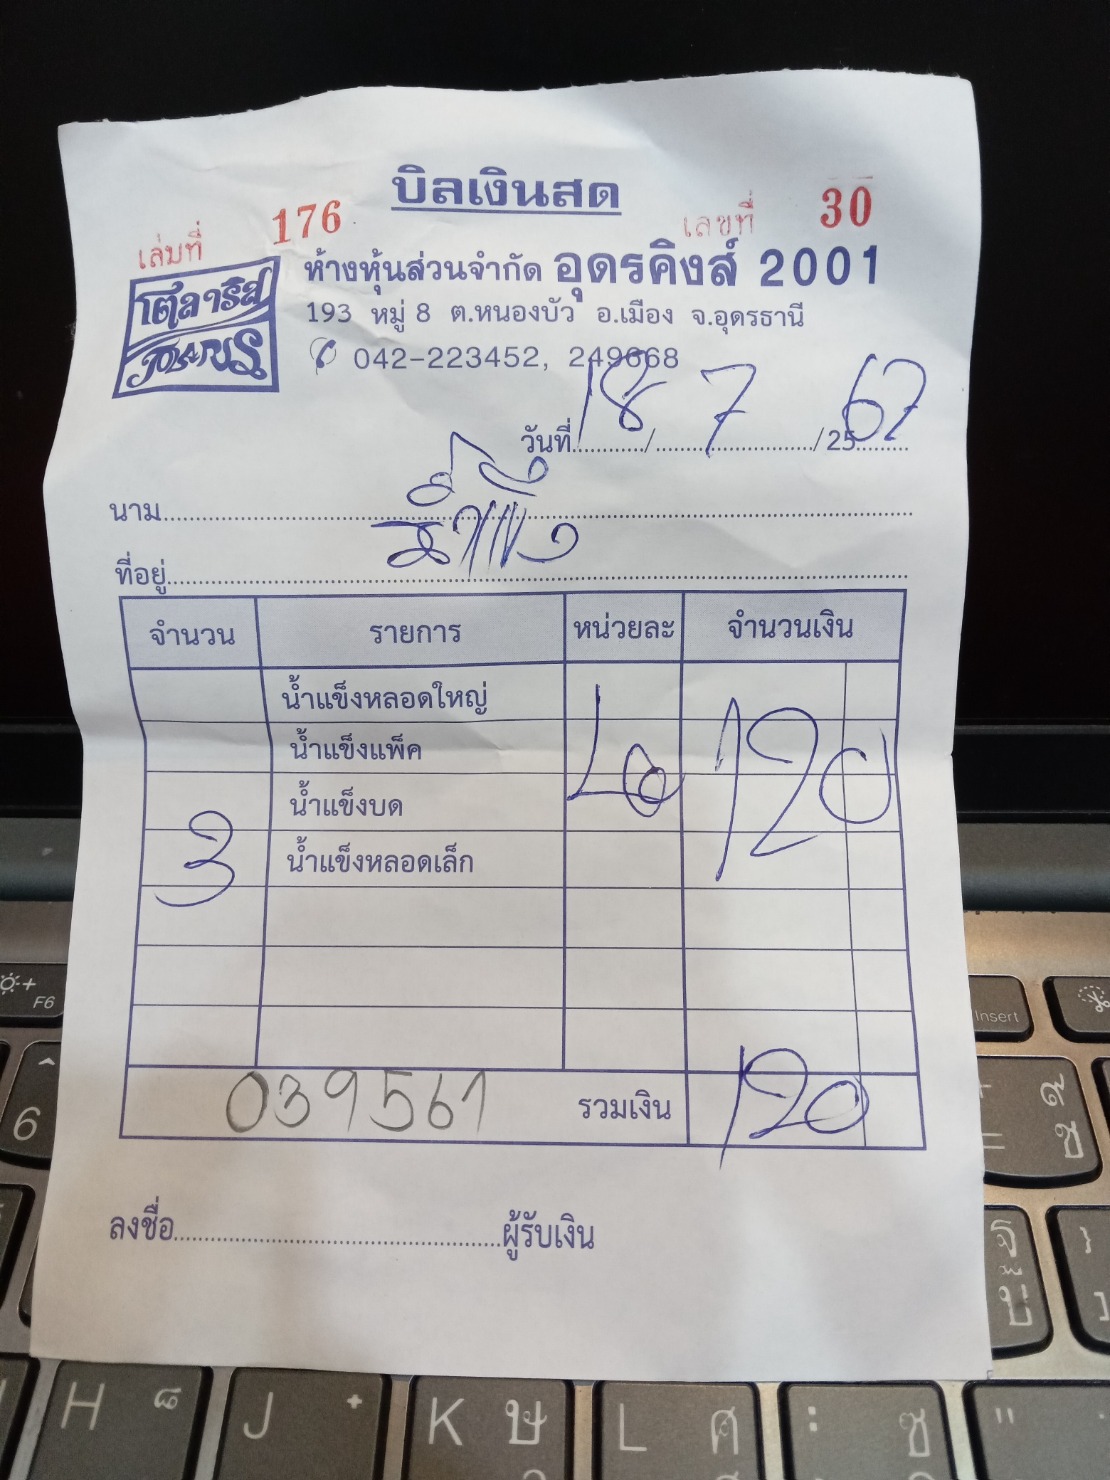 บิลเงินสด
เล่มที่ 176 เลขที่ 30
โตลาริส
ห้างหุ้นส่วนจำกัด อุดรคิงส์ 2001
193 หมู่ 8 ต.หนองบัว อ.เมือง จ.อุดรธานี
042-223452, 249668
วันที่ 18 / 7 / 25 67
นาม
ที่อยู่
จำนวน รายการ หน่วยละ จำนวนเงิน
น้ำแข็งหลอดใหญ่
น้ำแข็งแพ็ค 40 120
น้ำแข็งบด
3 น้ำแข็งหลอดเล็ก
039561 รวมเงิน 120
ลงชื่อ ผู้รับเงิน
F6
Insert
6
H J K ษ L ศ : ซ "